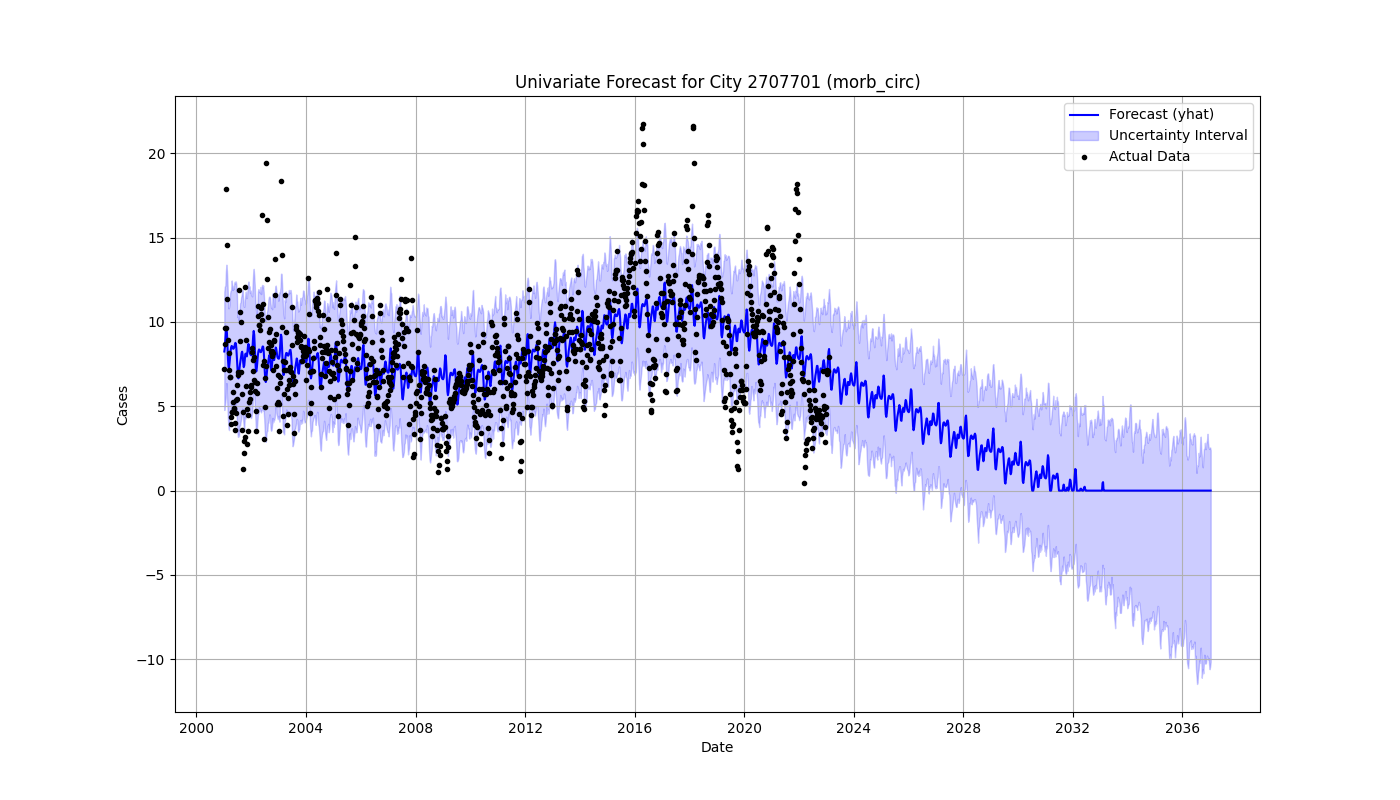 Univariate Forecast for City 2707701 (morb_circ)
Forecast (yhat)
Uncertainty Interval
Actual Data
Cases
20
15
10
5
0
−5
−10
2000 2004 2008 2012 2016 2020 2024 2028 2032 2036
Date